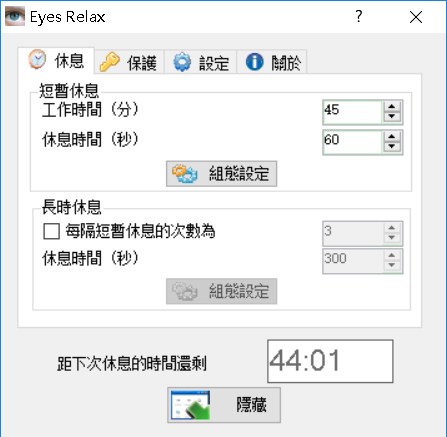 Eyes Relax
休息 保護 設定 關於
短暫休息
工作時間（分） 45
休息時間（秒） 60
組態設定
長時休息
每隔短暫休息的次數為 3
休息時間（秒） 300
組態設定
距下次休息的時間還剩 44:01
隱藏